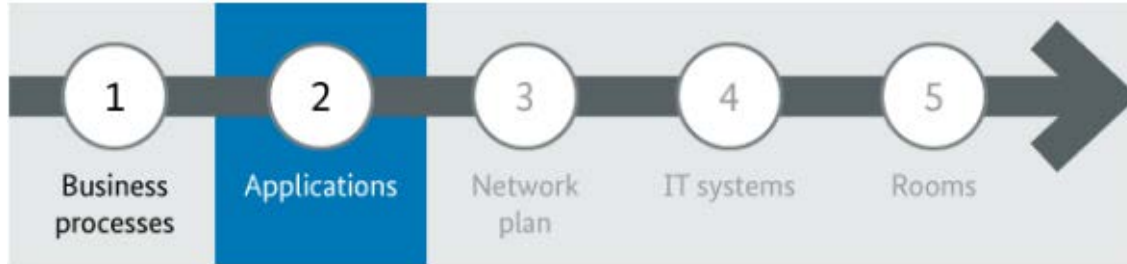 1
2
3
4
5
Business
processes
Applications
Network
plan
IT systems
Rooms